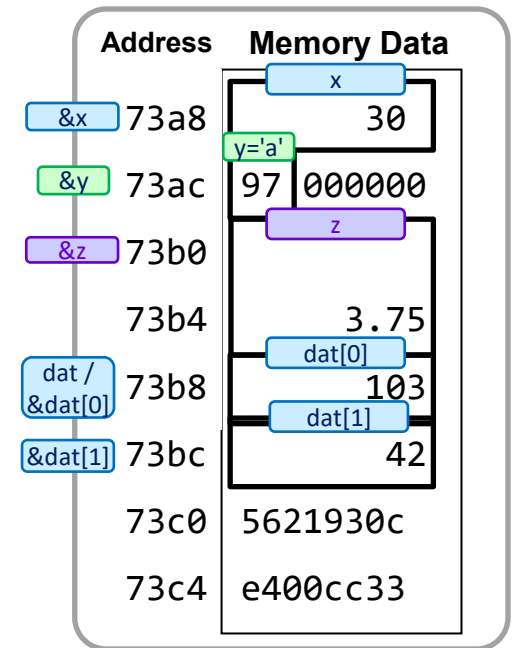 Address Memory Data
x
&x 73a8 30
y='a'
&y 73ac 97 000000
z
&z 73b0
73b4 3.75
dat[0]
dat /
&dat[0] 73b8 103
dat[1]
&dat[1] 73bc 42
73c0 5621930c
73c4 e400cc33